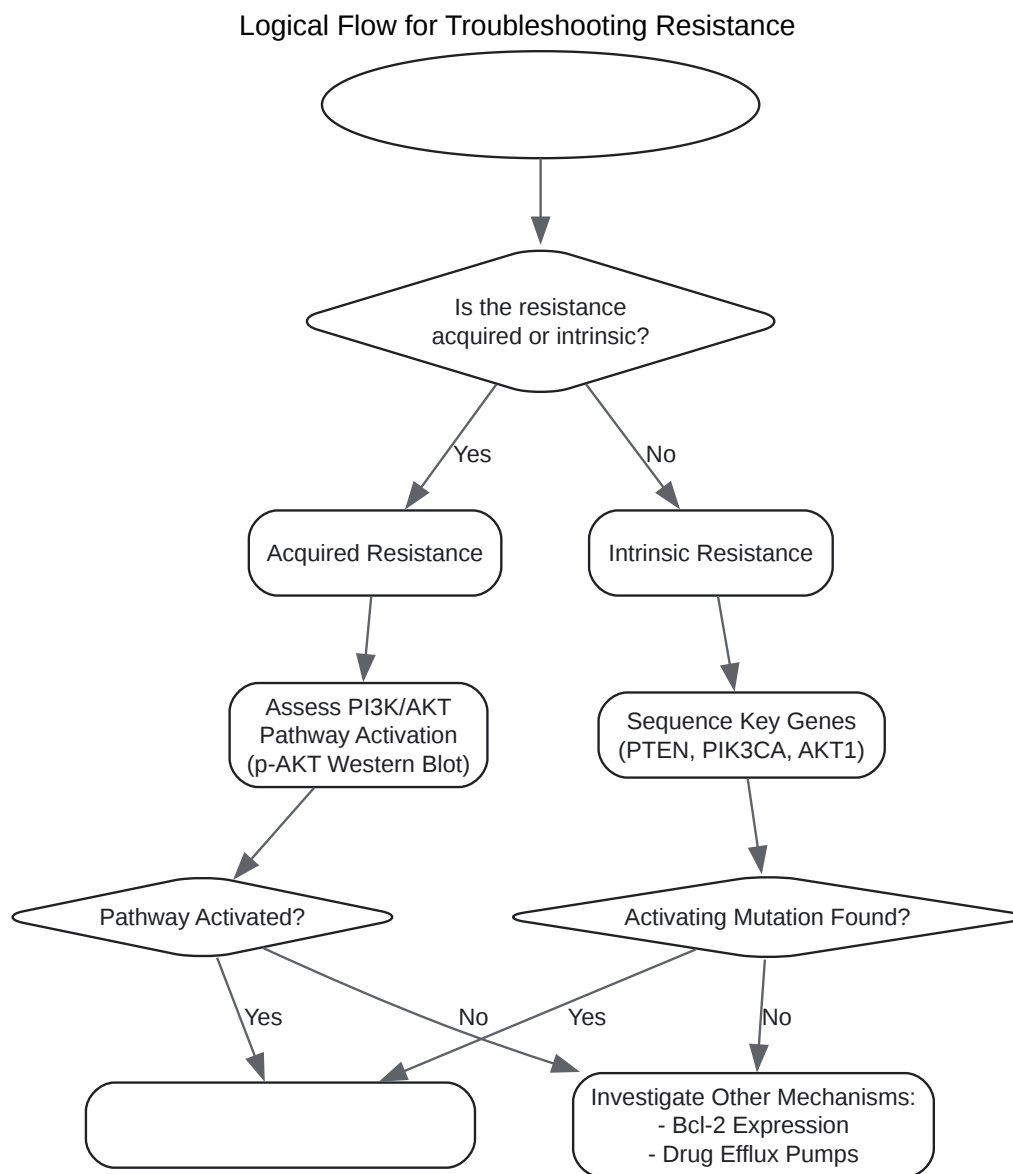 Logical Flow for Troubleshooting Resistance
Is the resistance
acquired or intrinsic?
Yes
No
Acquired Resistance
Intrinsic Resistance
Assess PI3K/AKT
Pathway Activation
(p-AKT Western Blot)
Sequence Key Genes
(PTEN, PIK3CA, AKT1)
Pathway Activated?
Activating Mutation Found?
Yes
No
Yes
No
Investigate Other Mechanisms:
- Bcl-2 Expression
- Drug Efflux Pumps